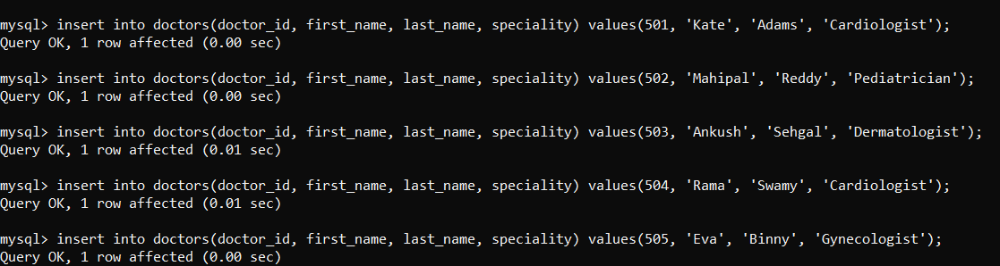 mysql> insert into doctors(doctor_id, first_name, last_name, speciality) values(501, 'Kate', 'Adams', 'Cardiologist');
Query OK, 1 row affected (0.00 sec)
mysql> insert into doctors(doctor_id, first_name, last_name, speciality) values(502, 'Mahipal', 'Reddy', 'Pediatrician');
Query OK, 1 row affected (0.00 sec)
mysql> insert into doctors(doctor_id, first_name, last_name, speciality) values(503, 'Ankush', 'Sehgal', 'Dermatologist');
Query OK, 1 row affected (0.01 sec)
mysql> insert into doctors(doctor_id, first_name, last_name, speciality) values(504, 'Rama', 'Swamy', 'Cardiologist');
Query OK, 1 row affected (0.01 sec)
mysql> insert into doctors(doctor_id, first_name, last_name, speciality) values(505, 'Eva', 'Binny', 'Gynecologist');
Query OK, 1 row affected (0.00 sec)